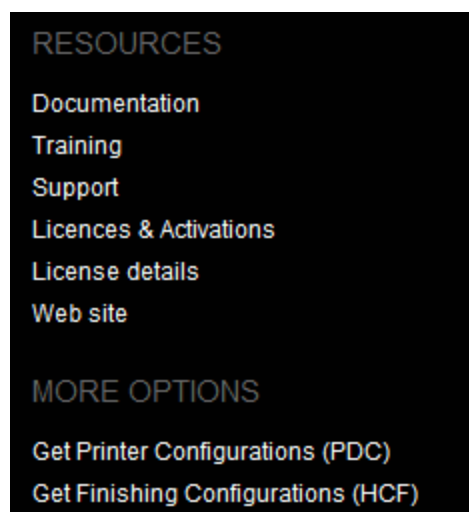 RESOURCES
Documentation
Training
Support
Licences & Activations
License details
Web site
MORE OPTIONS
Get Printer Configurations (PDC)
Get Finishing Configurations (HCF)